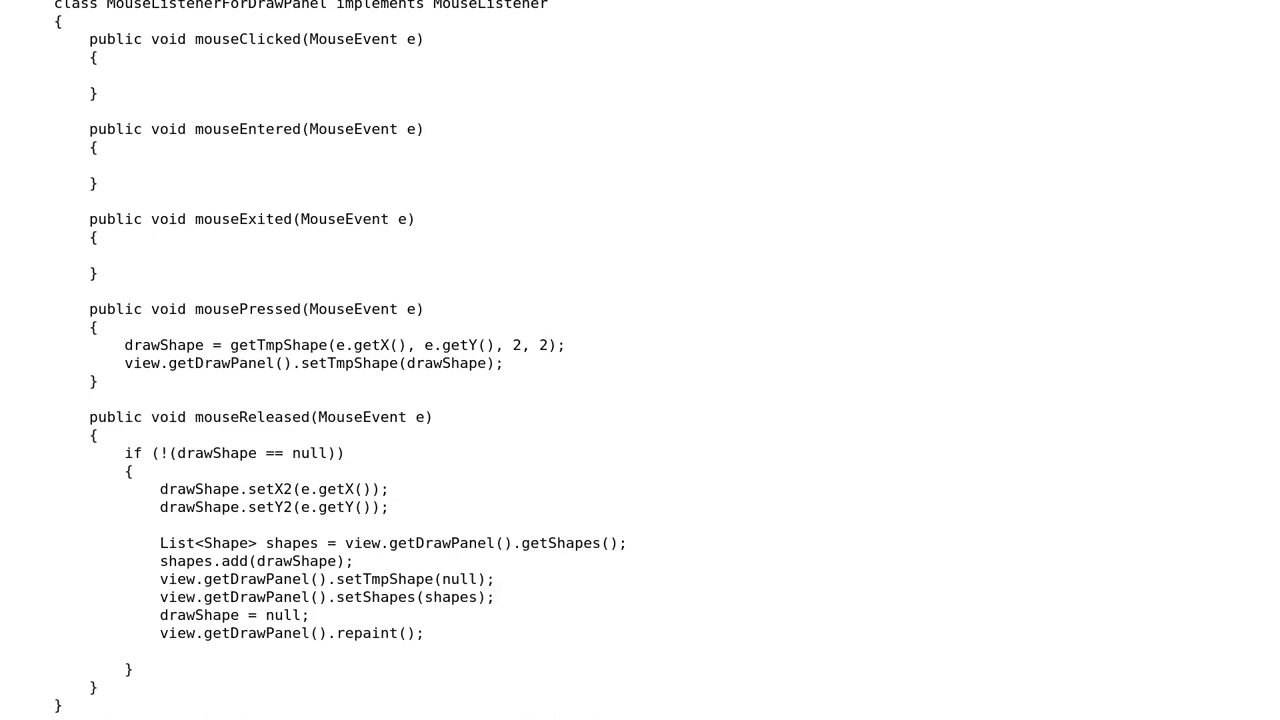 class MouseListenerForDrawPanel implements MouseListener
{
    public void mouseClicked(MouseEvent e)
    {

    }

    public void mouseEntered(MouseEvent e)
    {

    }

    public void mouseExited(MouseEvent e)
    {

    }

    public void mousePressed(MouseEvent e)
    {
        drawShape = getTmpShape(e.getX(), e.getY(), 2, 2);
        view.getDrawPanel().setTmpShape(drawShape);
    }

    public void mouseReleased(MouseEvent e)
    {
        if (!(drawShape == null))
        {
            drawShape.setX2(e.getX());
            drawShape.setY2(e.getY());

            List<Shape> shapes = view.getDrawPanel().getShapes();
            shapes.add(drawShape);
            view.getDrawPanel().setTmpShape(null);
            view.getDrawPanel().setShapes(shapes);
            drawShape = null;
            view.getDrawPanel().repaint();

        }
    }
}